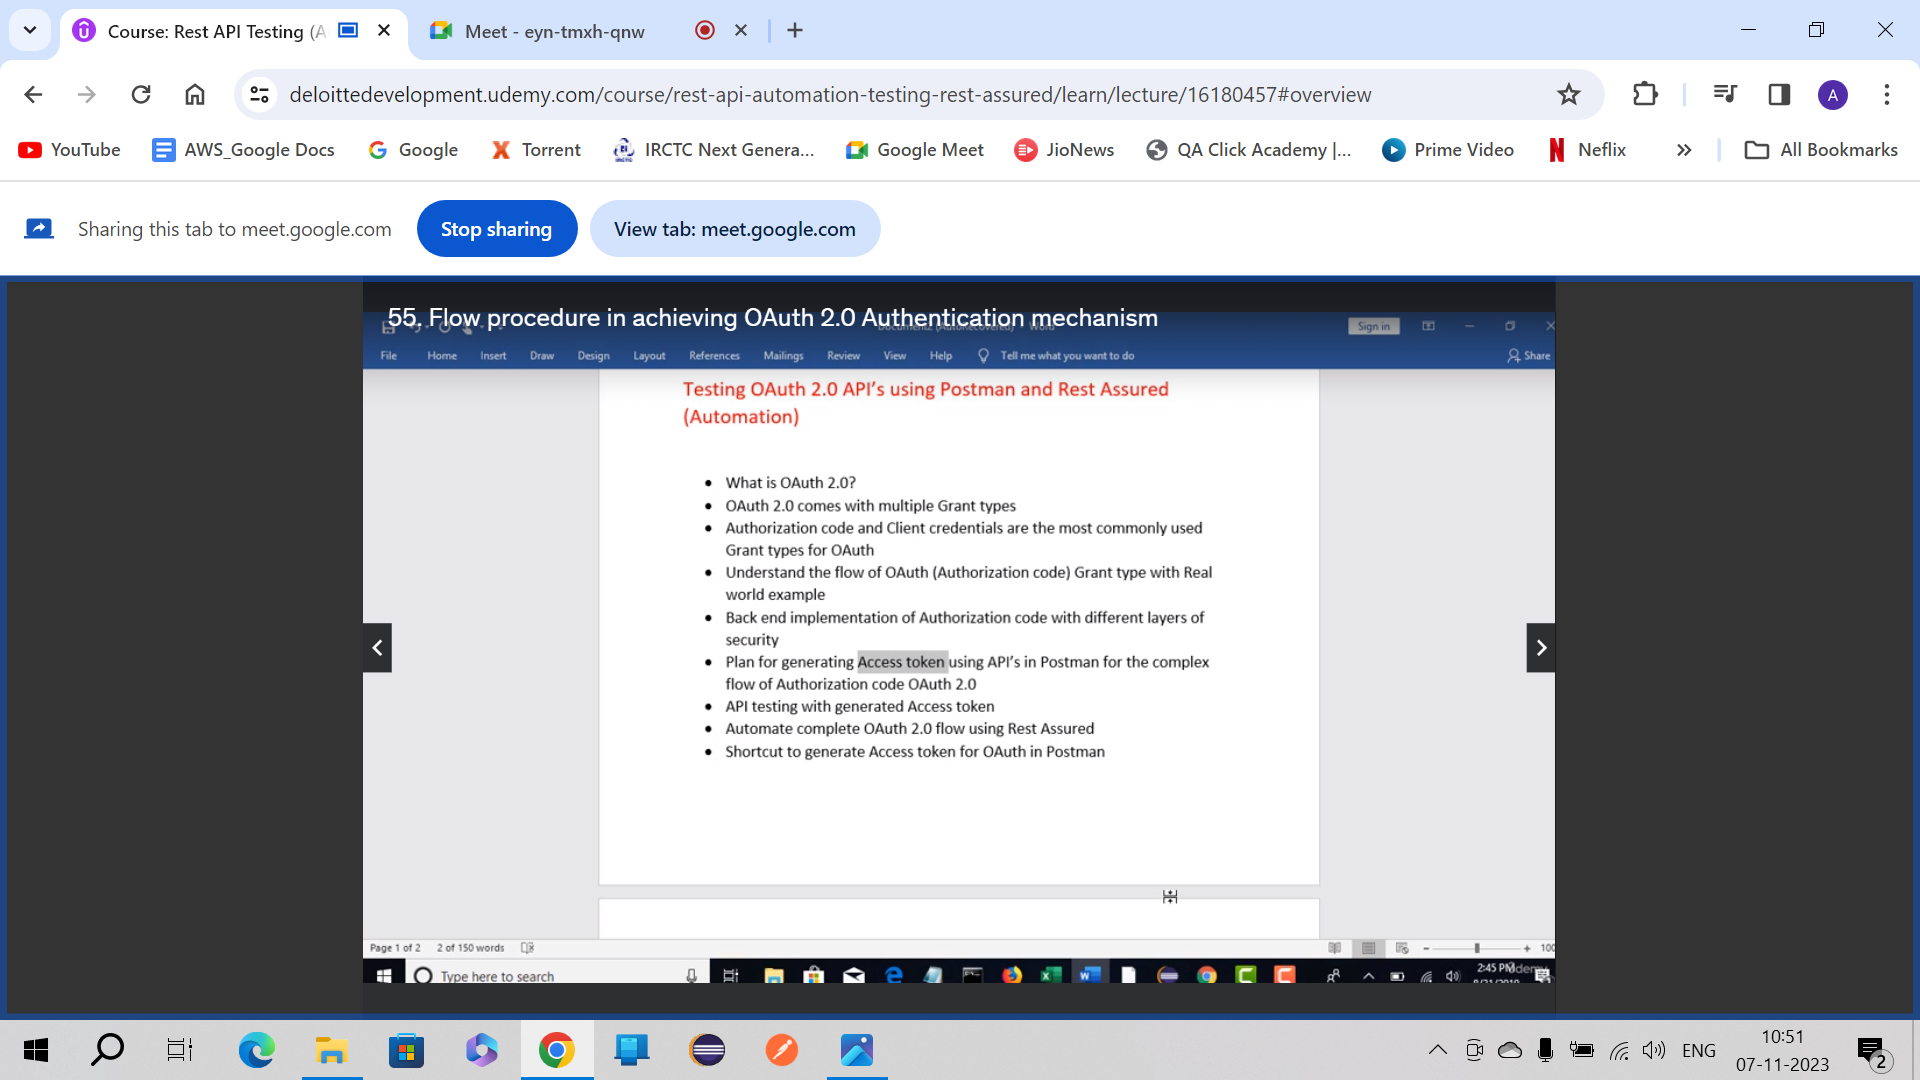 Course: Rest API Testing (A
Meet - eyn-tmxh-qnw
deloittedevelopment.udemy.com/course/rest-api-automation-testing-rest-assured/learn/lecture/16180457#overview
A
YouTube
AWS_Google Docs
Google
Torrent
IRCTC Next Genera...
Google Meet
JioNews
QA Click Academy |...
Prime Video
Neflix
All Bookmarks
Sharing this tab to meet.google.com
Stop sharing
View tab: meet.google.com
55. Flow procedure in achieving OAuth 2.0 Authentication mechanism
Sign in
File Home Insert Draw Design Layout References Mailings Review View Help Tell me what you want to do Share
Testing OAuth 2.0 API's using Postman and Rest Assured
(Automation)
• What is OAuth 2.0?
• OAuth 2.0 comes with multiple Grant types
• Authorization code and Client credentials are the most commonly used
Grant types for OAuth
• Understand the flow of OAuth (Authorization code) Grant type with Real
world example
• Back end implementation of Authorization code with different layers of
security
• Plan for generating Access token using API's in Postman for the complex
flow of Authorization code OAuth 2.0
• API testing with generated Access token
• Automate complete OAuth 2.0 flow using Rest Assured
• Shortcut to generate Access token for OAuth in Postman
Page 1 of 2 2 of 150 words
100
Type here to search
2:45 PM
ENG
10:51
07-11-2023
2